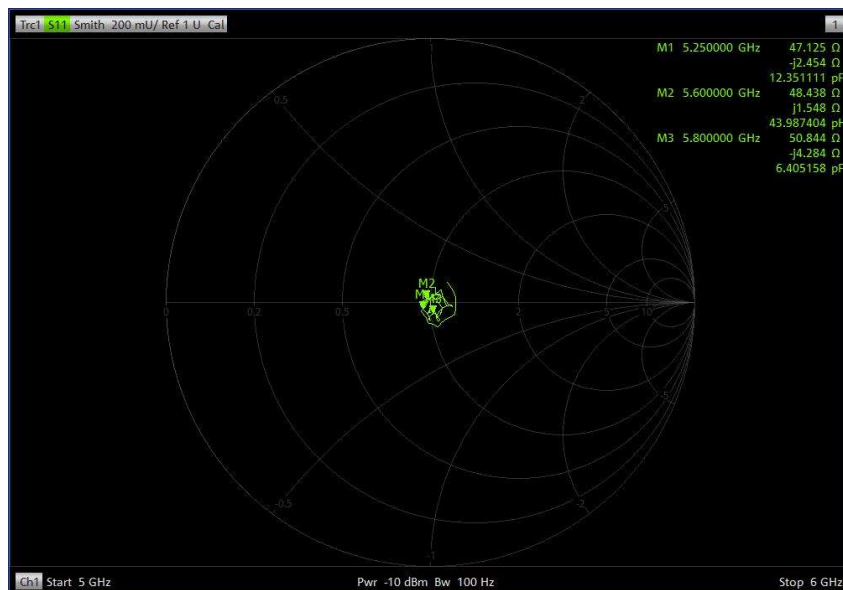 Trc1 S11 Smith 200 mU/ Ref 1 U Cal
1
M1 5.250000 GHz 47.125 Ω
-j2.454 Ω
12.351111 pF
M2 5.600000 GHz 48.438 Ω
j1.548 Ω
43.987404 pH
M3 5.800000 GHz 50.844 Ω
-j4.284 Ω
6.405158 pF
1
0.5
2
5
M2
0
0.2
0.5
2
5
10
-5
-0.5
-2
-1
Ch1 Start 5 GHz
Pwr -10 dBm Bw 100 Hz
Stop 6 GHz